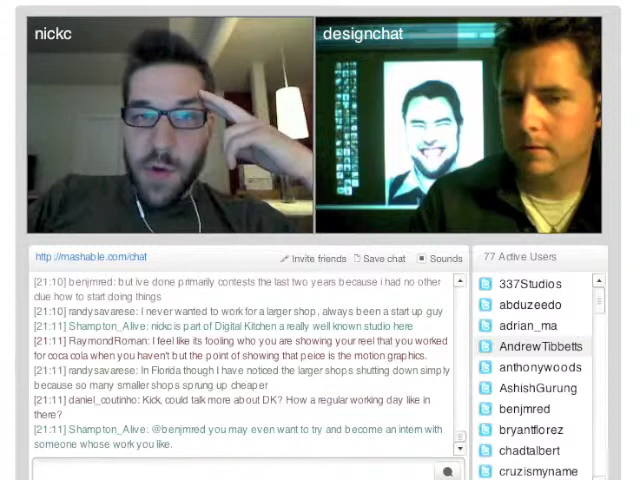 nickc
designchat
http://mashable.com/chat
Invite friends
Save chat
Sounds
77 Active Users
[21:10] benjmred: but ive done primarily contests the last two years because i had no other
due how to start doing things
[21:10] randysavarese: I never wanted to work for a larger shop, always been a start up guy
[21:11] Shampton_Alive: nickc is part of Digital Kitchen a really well known studio here
[21:11] RaymondRoman: I feel like its fooling who you are showing your reel that you worked
for coca cola when you haven't but the point of showing that peice is the motion graphics.
[21:11] randysavarese: In Florida though I have noticed the larger shops shutting down simply
because so many smaller shops sprung up cheaper
[21:11] daniel_coutinho: Kick, could talk more about DK? How a regular working day like in
there?
[21:11] Shampton_Alive: @benjmred you may even want to try and become an intern with
someone whose work you like.
337Studios
abduzeedo
adrian_ma
AndrewTibbetts
anthonywoods
AshishGurung
benjmred
bryantflorez
chadtalbert
cruzismyname